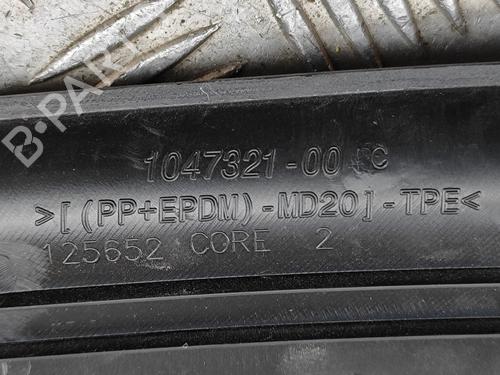 B-PARTS
1047321-00 C
>[(PP+EPDM)-MD20]-TPE<
125652 CORE 2